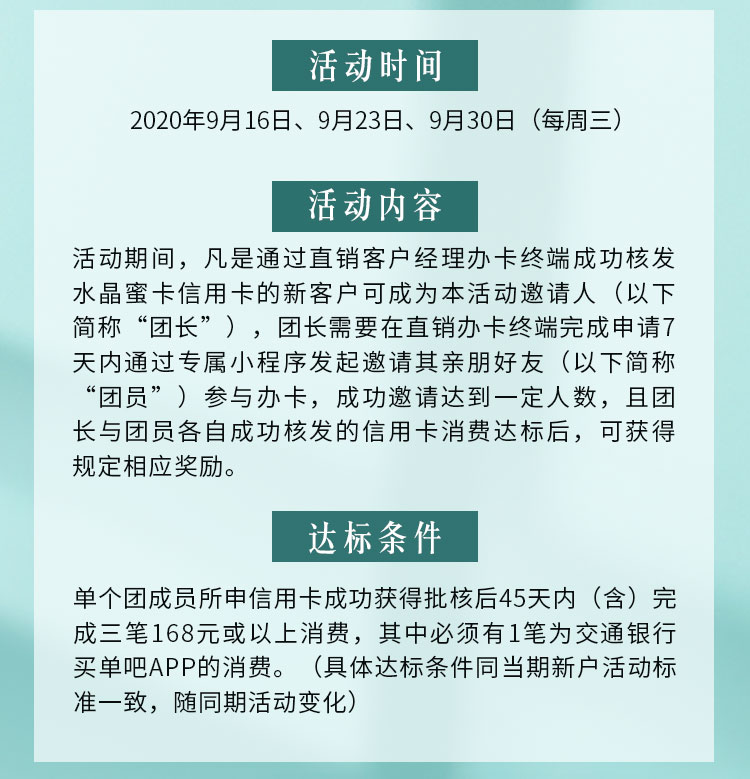 活动时间
2020年9月16日、9月23日、9月30日（每周三）
活动内容
活动期间，凡是通过直销客户经理办卡终端成功核发
水晶蜜卡信用卡的新客户可成为本活动邀请人（以下
简称“团长”），团长需要在直销办卡终端完成申请7
天内通过专属小程序发起邀请其亲朋好友（以下简称
“团员”）参与办卡，成功邀请达到一定人数，且团
长与团员各自成功核发的信用卡消费达标后，可获得
规定相应奖励。
达标条件
单个团成员所申信用卡成功获得批核后45天内（含）完
成三笔168元或以上消费，其中必须有1笔为交通银行
买单吧APP的消费。（具体达标条件同当期新户活动标
准一致，随同期活动变化）